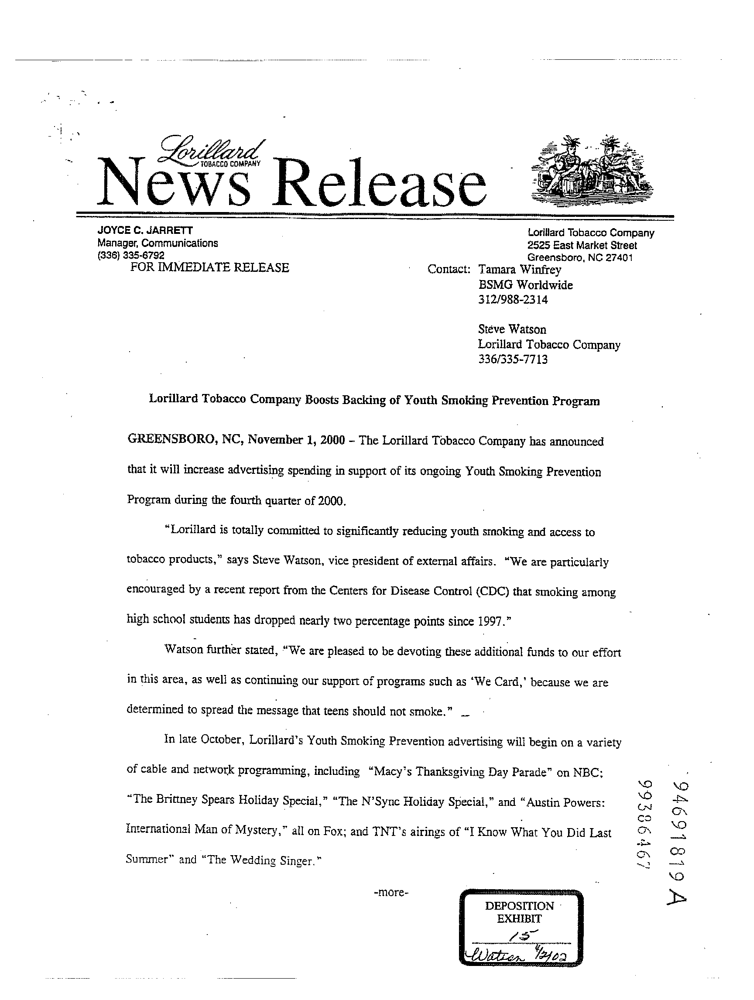 Lorillard
TOBACCO COMPANY
News Release
JOYCE C. JARRETT
Manager, Communications
(336) 335-6792
Lorillard Tobacco Company
2525 East Market Street
Greensboro, NC 27401
FOR IMMEDIATE RELEASE
Contact: Tamara Winfrey
BSMG Worldwide
312/988-2314
Steve Watson
Lorillard Tobacco Company
336/335-7713
Lorillard Tobacco Company Boosts Backing of Youth Smoking Prevention Program
GREENSBORO, NC, November 1, 2000 – The Lorillard Tobacco Company has announced
that it will increase advertising spending in support of its ongoing Youth Smoking Prevention
Program during the fourth quarter of 2000.
"Lorillard is totally committed to significantly reducing youth smoking and access to
tobacco products," says Steve Watson, vice president of external affairs. "We are particularly
encouraged by a recent report from the Centers for Disease Control (CDC) that smoking among
high school students has dropped nearly two percentage points since 1997."
Watson further stated, "We are pleased to be devoting these additional funds to our effort
in this area, as well as continuing our support of programs such as 'We Card,' because we are
determined to spread the message that teens should not smoke."
In late October, Lorillard's Youth Smoking Prevention advertising will begin on a variety
of cable and network programming, including "Macy's Thanksgiving Day Parade" on NBC;
"The Brittney Spears Holiday Special," "The N'Sync Holiday Special," and "Austin Powers:
International Man of Mystery," all on Fox; and TNT's airings of "I Know What You Did Last
Summer" and "The Wedding Singer."
-more-
DEPOSITION
EXHIBIT
15
Watson 4/2/02
99386467
94691819 A